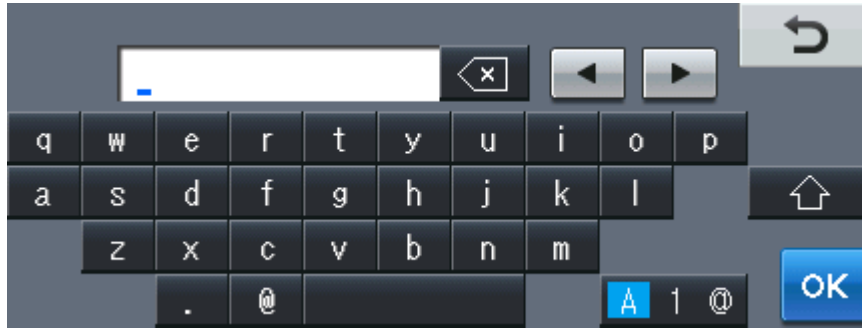 q w e r t y u i o p
a s d f g h j k l
z x c v b n m
. @ A 1 @
OK